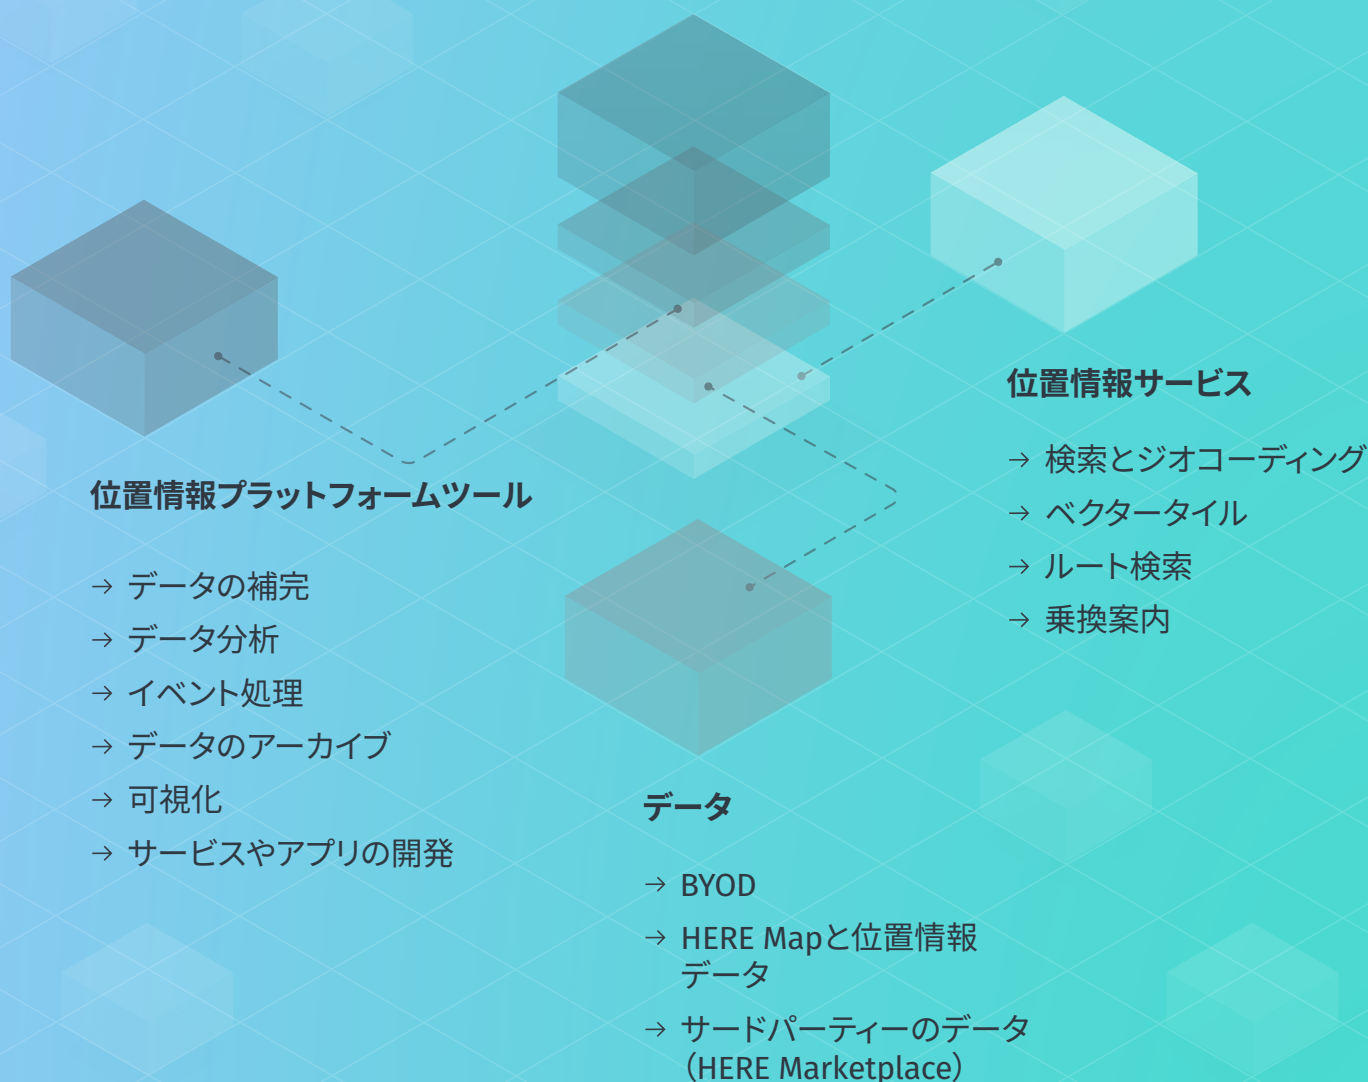 位置情報プラットフォームツール
→ データの補完
→ データ分析
→ イベント処理
→ データのアーカイブ
→ 可視化
→ サービスやアプリの開発
データ
→ BYOD
→ HERE Mapと位置情報
データ
→ サードパーティーのデータ
（HERE Marketplace）
位置情報サービス
→ 検索とジオコーディング
→ ベクタータイル
→ ルート検索
→ 乗換案内